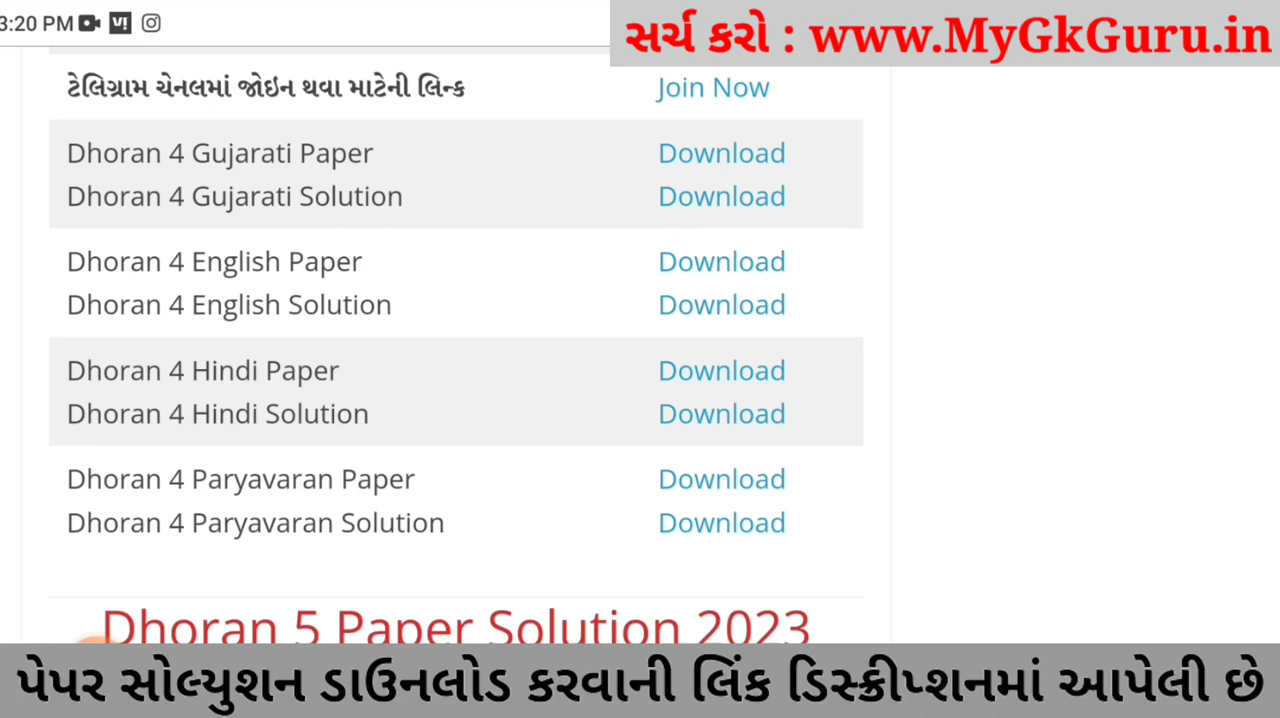 3:20 PM
સર્ચ કરો : www.MyGkGuru.in
ટેલિગ્રામ ચેનલમાં જોઇન થવા માટેની લિન્ક Join Now
Dhoran 4 Gujarati Paper Download
Dhoran 4 Gujarati Solution Download
Dhoran 4 English Paper Download
Dhoran 4 English Solution Download
Dhoran 4 Hindi Paper Download
Dhoran 4 Hindi Solution Download
Dhoran 4 Paryavaran Paper Download
Dhoran 4 Paryavaran Solution Download
Dhoran 5 Paper Solution 2023
પેપર સોલ્યુશન ડાઉનલોડ કરવાની લિંક ડિસ્ક્રીપ્શનમાં આપેલી છે